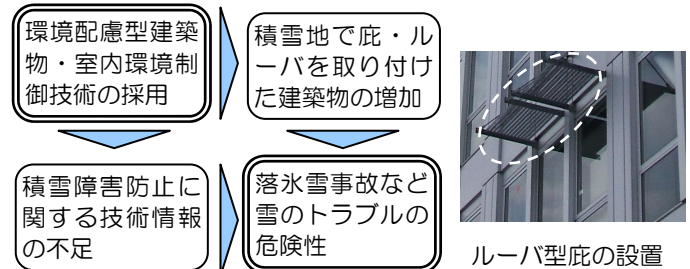 環境配慮型建築
物・室内環境制
御技術の採用
積雪地で庇・ル
ーバを取り付け
た建築物の増加
積雪障害防止に
関する技術情報
の不足
落氷雪事故など
雪のトラブルの
危険性
ルーバ型庇の設置